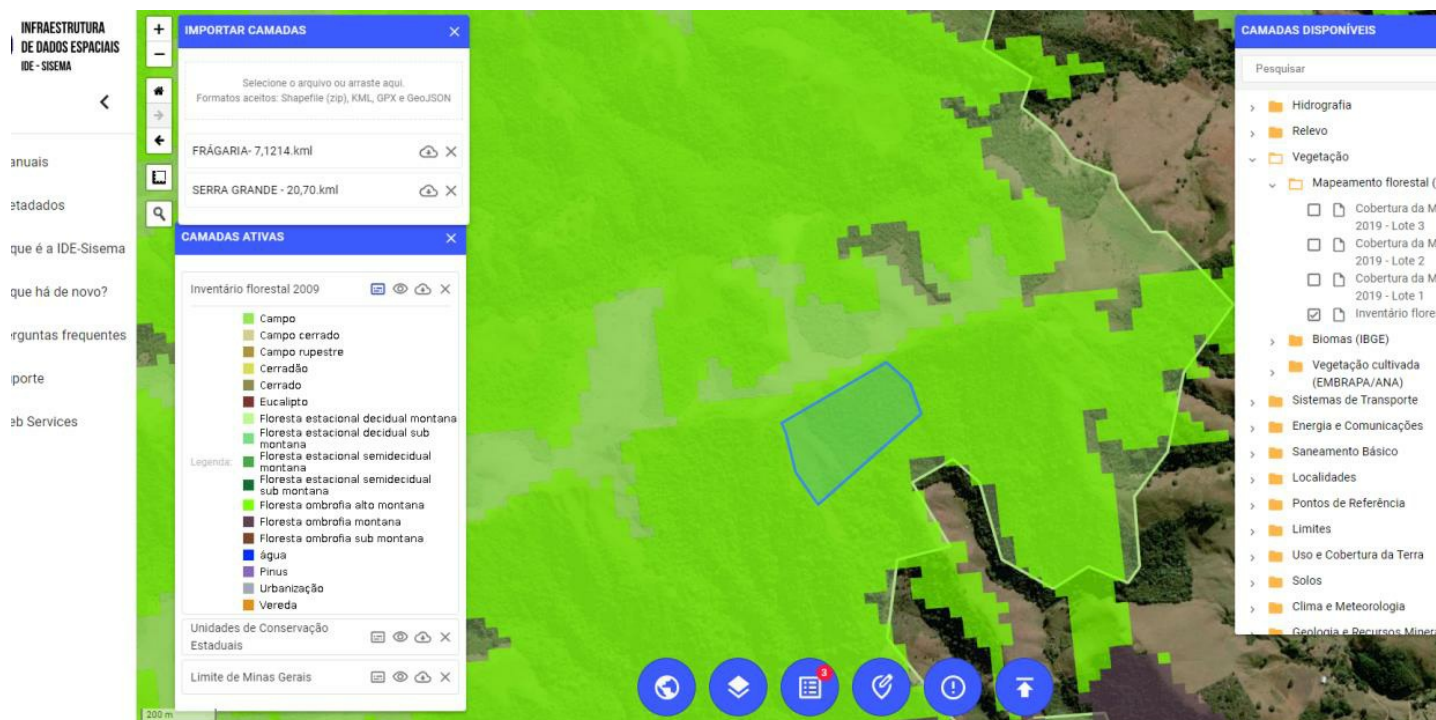 INFRAESTRUTURA
DE DADOS ESPACIAIS
IDE - SISEMA
anuais
etadados
que é a IDE-Sisema
que há de novo?
erguntas frequentes
porte
eb Services
+
−
IMPORTAR CAMADAS
Selecione o arquivo ou arraste aqui.
Formatos aceitos: Shapefile (zip), KML, GPX e GeoJSON
FRÁGARIA- 7,1214.kml
SERRA GRANDE - 20,70.kml
CAMADAS ATIVAS
Inventário florestal 2009
Legenda:
Campo
Campo cerrado
Campo rupestre
Cerradão
Cerrado
Eucalipto
Floresta estacional decidual montana
Floresta estacional decidual sub
montana
Floresta estacional semidecidual
montana
Floresta estacional semidecidual
sub montana
Floresta ombrofia alto montana
Floresta ombrofia montana
Floresta ombrofia sub montana
água
Pinus
Urbanização
Vereda
Unidades de Conservação
Estaduais
Limite de Minas Gerais
200 m
3
CAMADAS DISPONÍVEIS
Pesquisar
Hidrografia
Relevo
Vegetação
Mapeamento florestal (
Cobertura da M
2019 - Lote 3
Cobertura da M
2019 - Lote 2
Cobertura da M
2019 - Lote 1
Inventário flore
Biomas (IBGE)
Vegetação cultivada
(EMBRAPA/ANA)
Sistemas de Transporte
Energia e Comunicações
Saneamento Básico
Localidades
Pontos de Referência
Limites
Uso e Cobertura da Terra
Solos
Clima e Meteorologia
Geologia e Recursos Minera